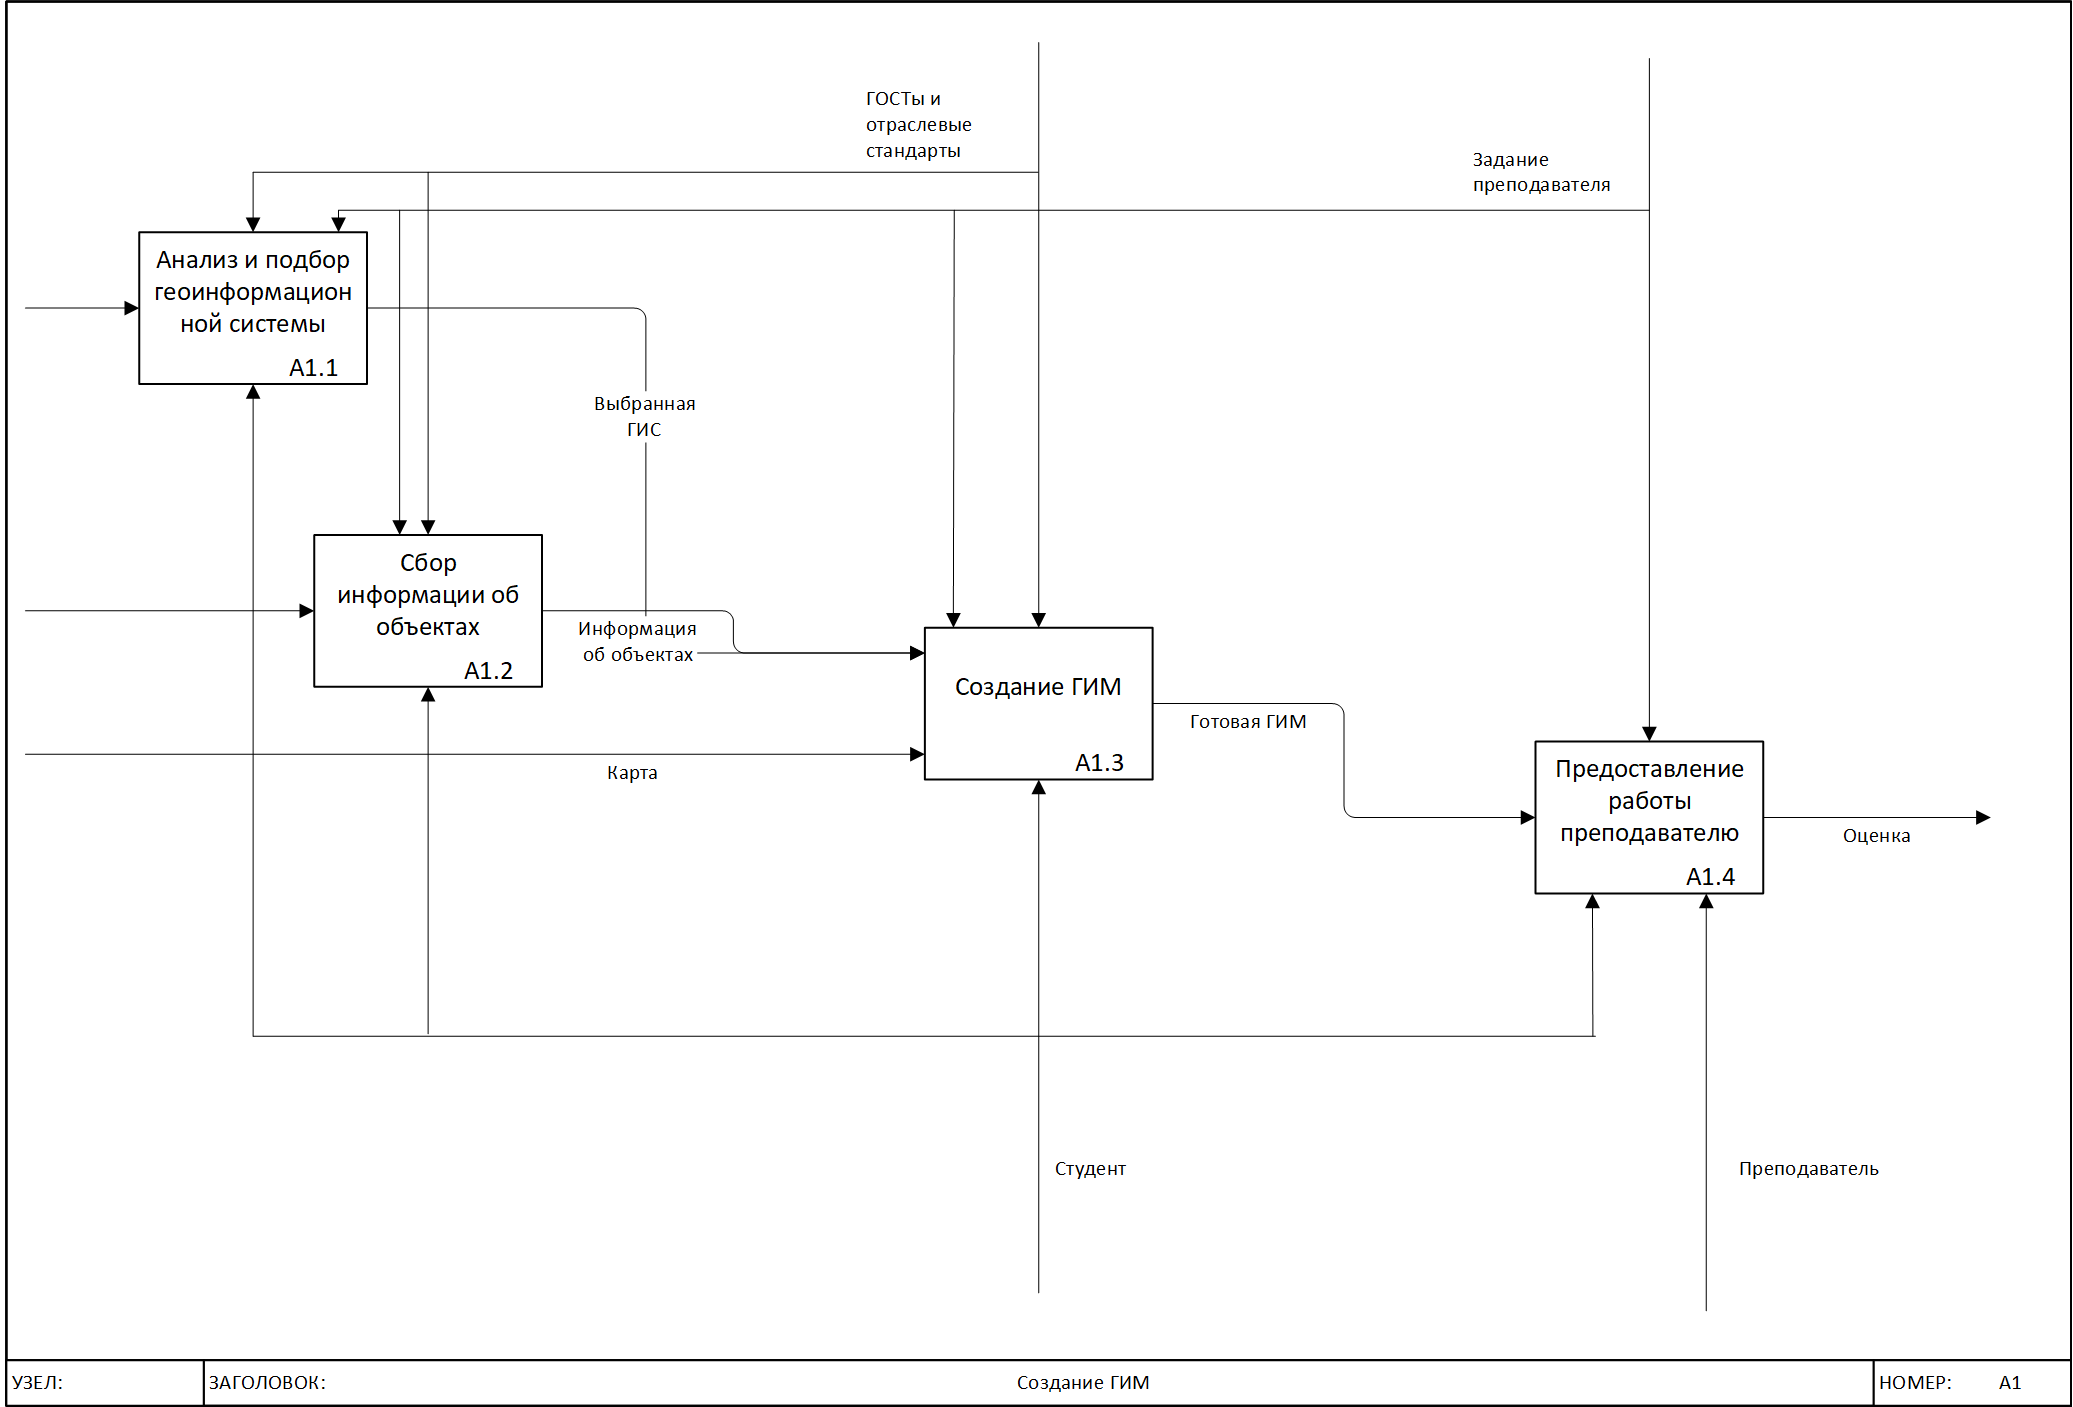 ГОСТы и
отраслевые
стандарты
Задание
преподавателя
Анализ и подбор
геоинформацион
ной системы
А1.1
Выбранная
ГИС
Сбор
информации об
объектах
А1.2
Информация
об объектах
Создание ГИМ
А1.3
Карта
Готовая ГИМ
Предоставление
работы
преподавателю
А1.4
Оценка
Студент
Преподаватель
УЗЕЛ:
ЗАГОЛОВОК:
Создание ГИМ
НОМЕР:
А1